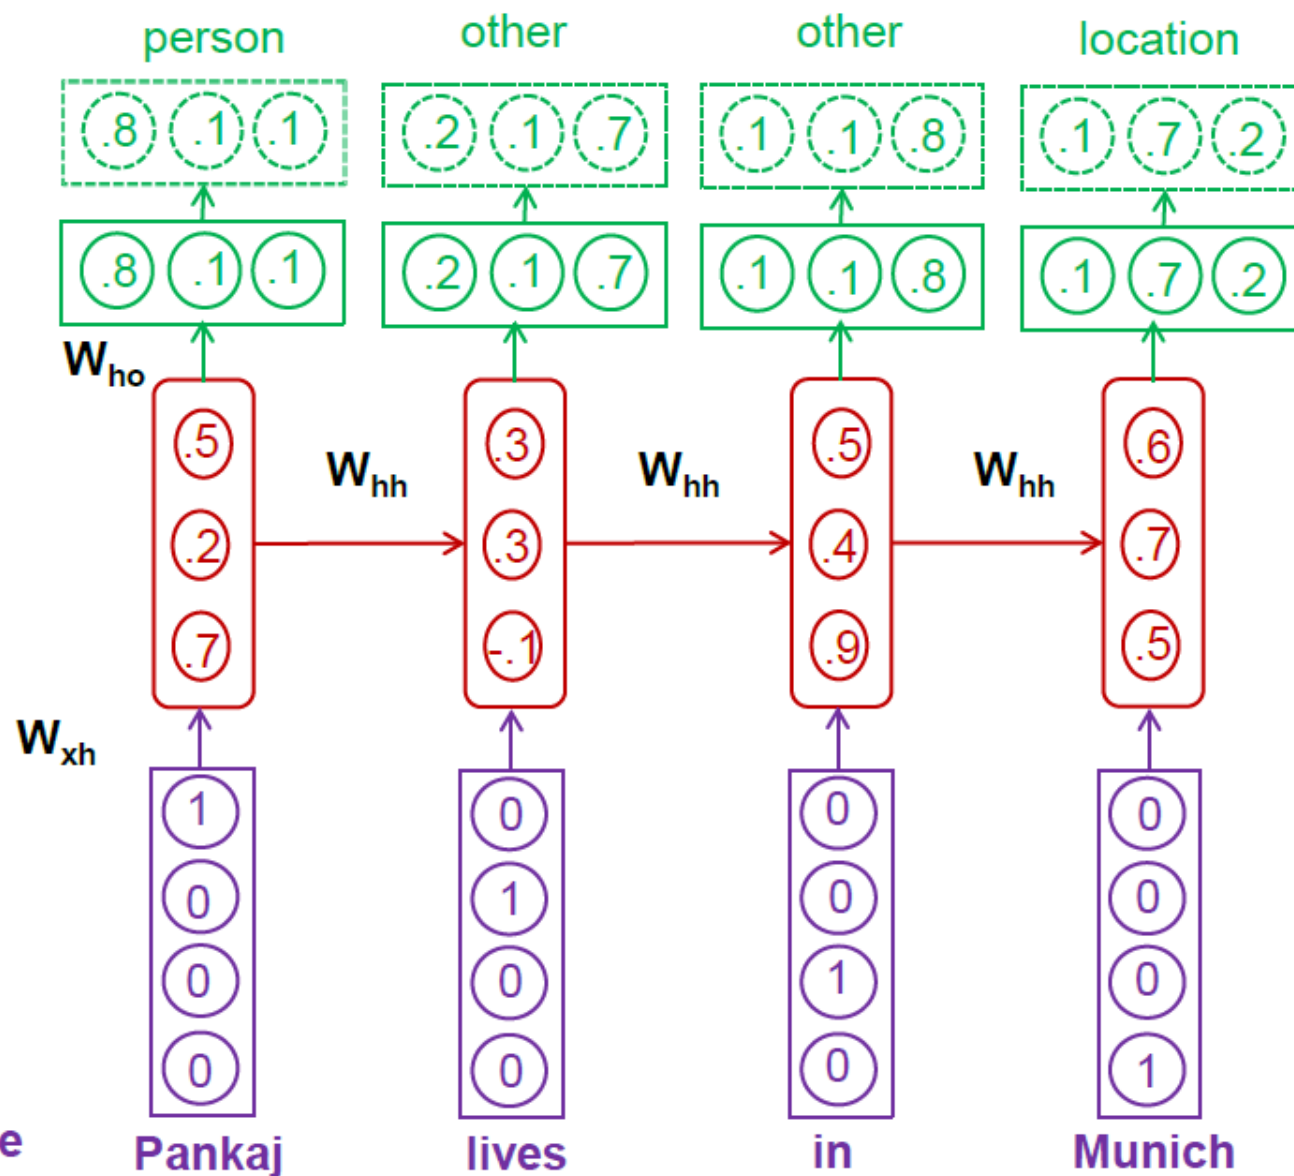 person other other location
.8 .1 .1 .2 .1 .7 .1 .1 .8 .1 .7 .2
.8 .1 .1 .2 .1 .7 .1 .1 .8 .1 .7 .2
Who
.5 .3 .5 .6
Whh Whh Whh
.2 .3 .4 .7
.7 -.1 .9 .5
Wxh
1 0 0 0
0 1 0 0
0 0 1 0
0 0 0 1
e Pankaj lives in Munich